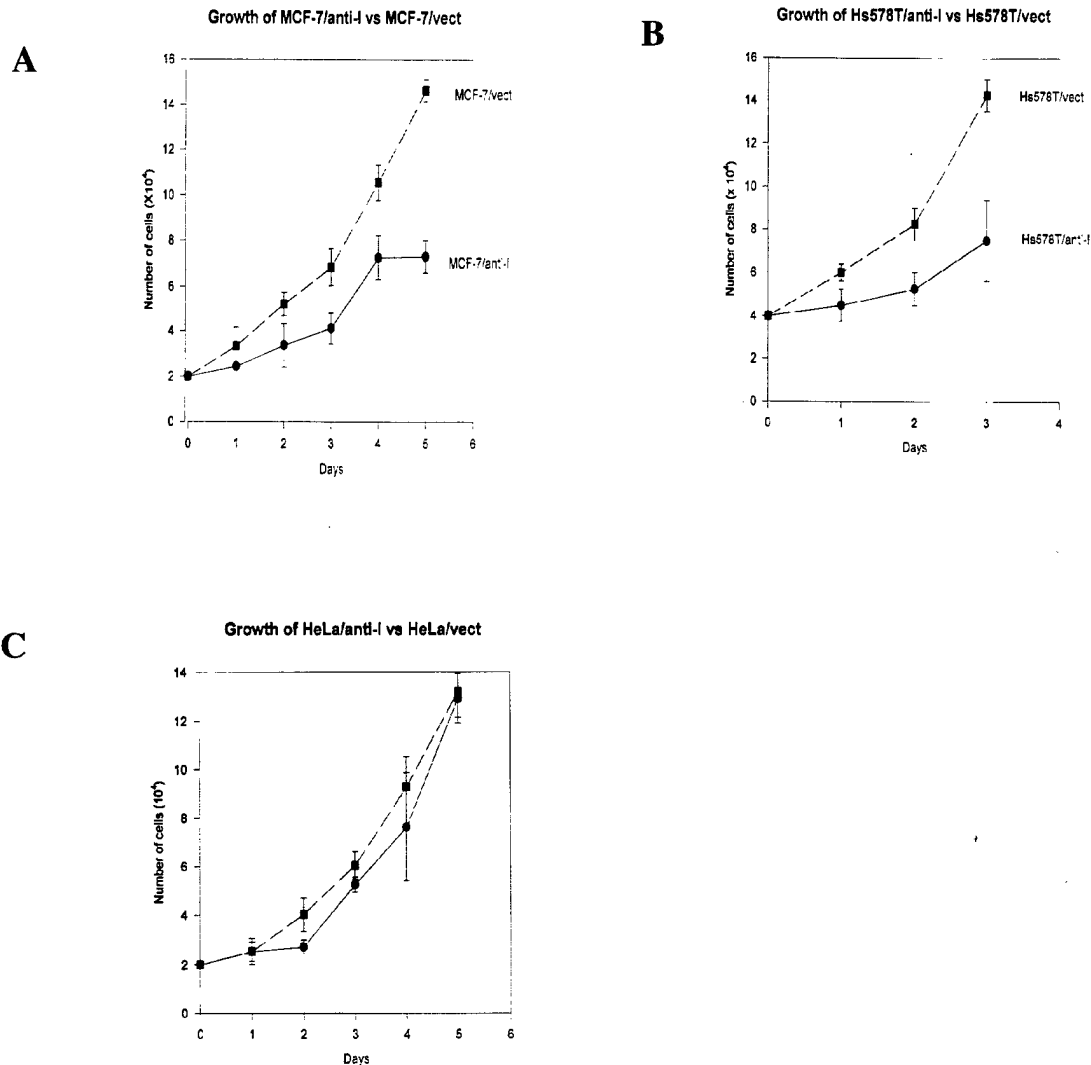 A
Growth of MCF-7/anti-I vs MCF-7/vect
16
14
12
10
8
6
4
2
0
Number of cells (X10⁴)
MCF-7/vect
MCF-7/anti-I
0 1 2 3 4 5 6
Days
B
Growth of Hs578T/anti-I vs Hs578T/vect
16
14
12
10
8
6
4
2
0
Number of cells (x 10⁴)
Hs578T/vect
Hs578T/anti-I
0 1 2 3 4
Days
C
Growth of HeLa/anti-I vs HeLa/vect
14
12
10
8
6
4
2
0
Number of cells (10⁴)
0 1 2 3 4 5 6
Days